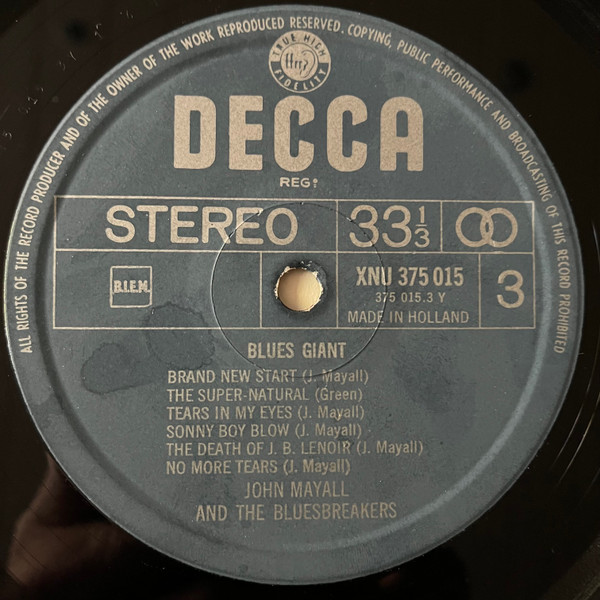 ALL RIGHTS OF THE RECORD PRODUCER AND OF THE OWNER OF THE WORK REPRODUCED RESERVED. COPYING, PUBLIC PERFORMANCE AND BROADCASTING OF THIS RECORD PROHIBITED
TRUE HIGH
ffrr
FIDELITY
DECCA
REGD
STEREO 33⅓
B.I.E.M.
XNU 375 015
375 015.3 Y
MADE IN HOLLAND
3
BLUES GIANT
BRAND NEW START (J. Mayall)
THE SUPER-NATURAL (Green)
TEARS IN MY EYES (J. Mayall)
SONNY BOY BLOW (J. Mayall)
THE DEATH OF J. B. LENOIR (J. Mayall)
NO MORE TEARS (J. Mayall)
JOHN MAYALL
AND THE BLUESBREAKERS